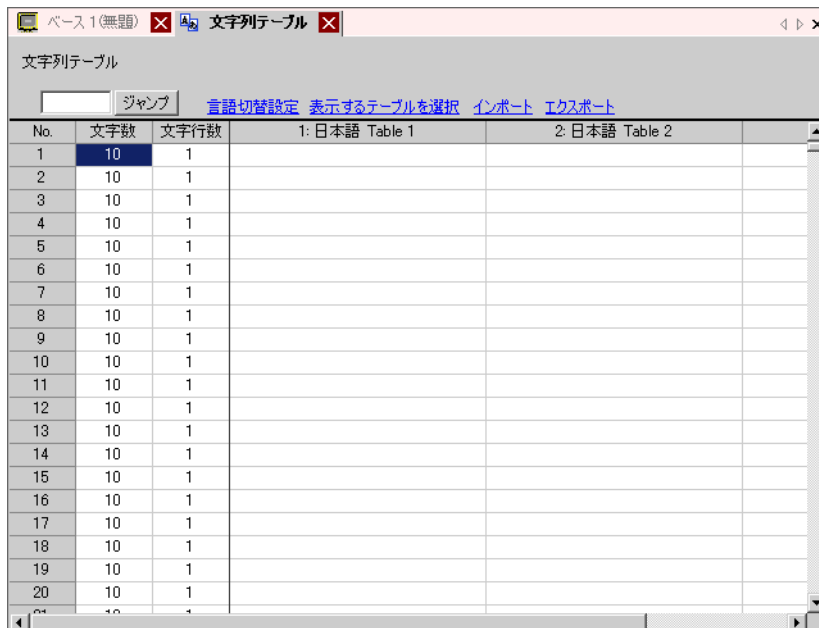 ベース 1(無題) 文字列テーブル
文字列テーブル
ジャンプ 言語切替設定 表示するテーブルを選択 インポート エクスポート
No. 文字数 文字行数 1: 日本語 Table 1 2: 日本語 Table 2
1 10 1
2 10 1
3 10 1
4 10 1
5 10 1
6 10 1
7 10 1
8 10 1
9 10 1
10 10 1
11 10 1
12 10 1
13 10 1
14 10 1
15 10 1
16 10 1
17 10 1
18 10 1
19 10 1
20 10 1